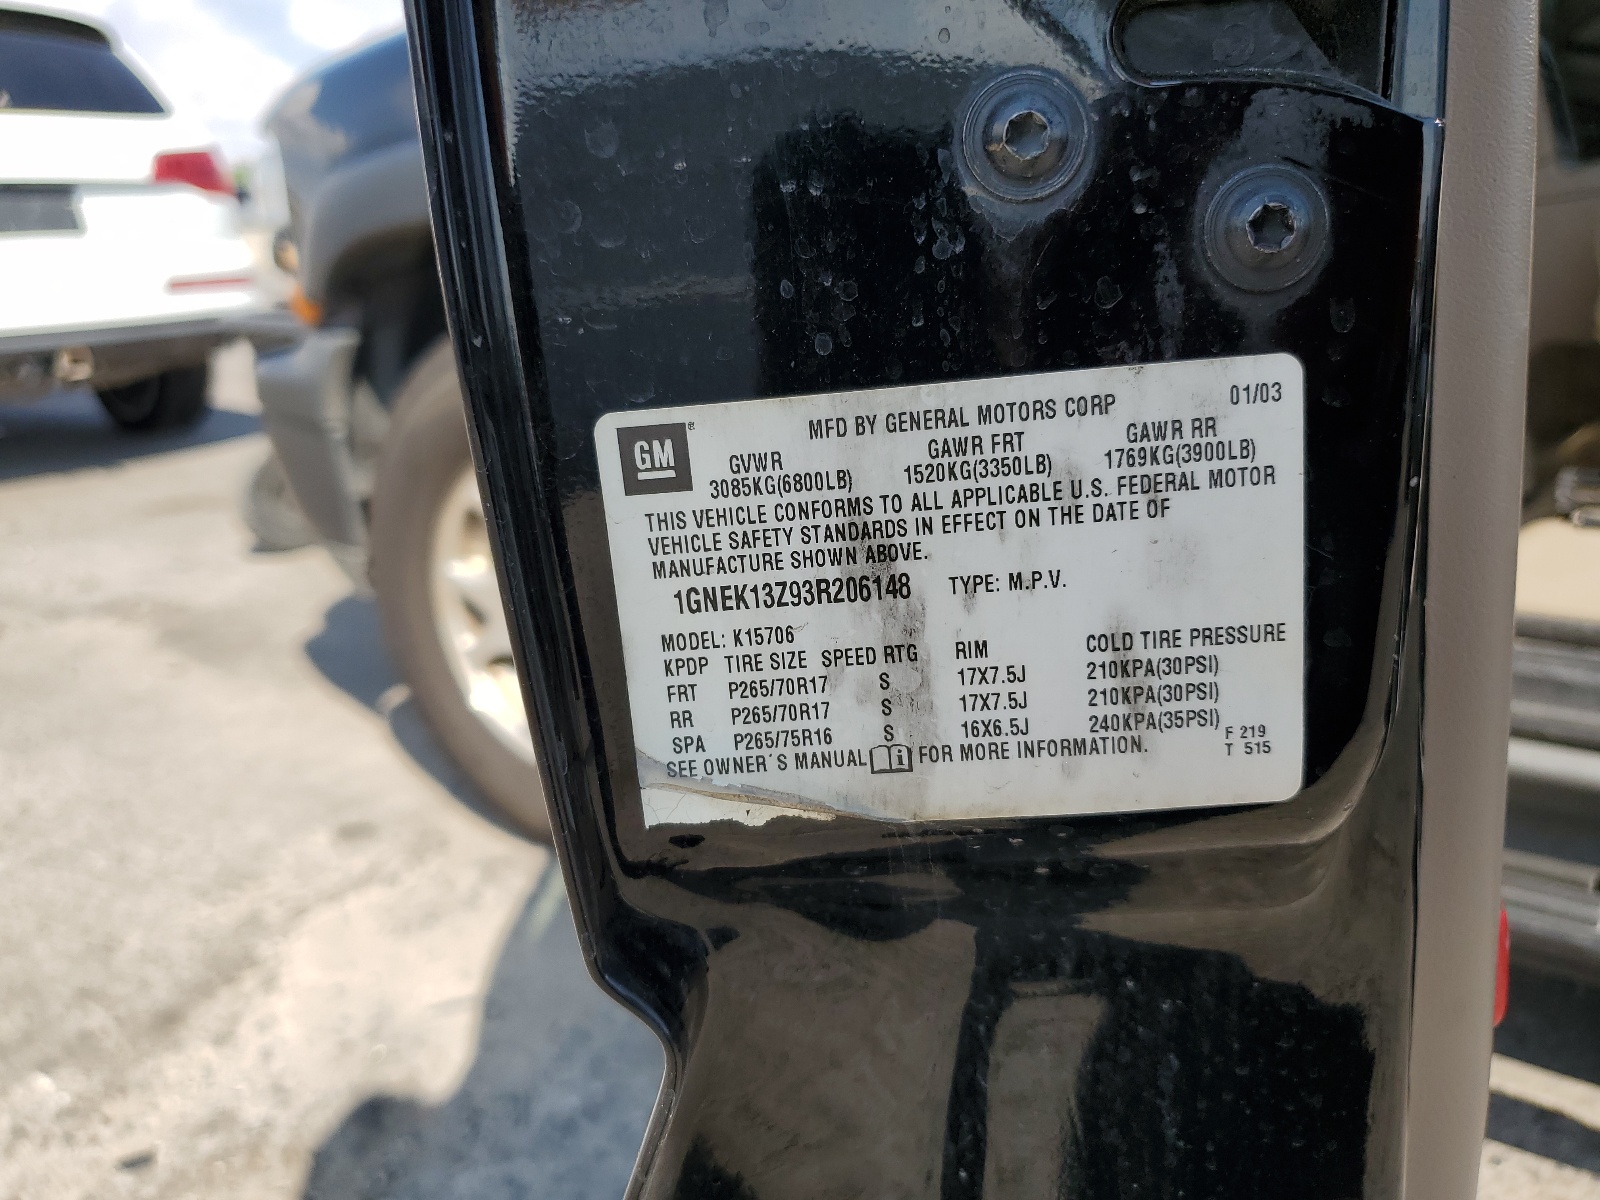 MFD BY GENERAL MOTORS CORP 01/03
GM ®
GVWR GAWR FRT GAWR RR
3085KG(6800LB) 1520KG(3350LB) 1769KG(3900LB)
THIS VEHICLE CONFORMS TO ALL APPLICABLE U.S. FEDERAL MOTOR
VEHICLE SAFETY STANDARDS IN EFFECT ON THE DATE OF
MANUFACTURE SHOWN ABOVE.
1GNEK13Z93R206148 TYPE: M.P.V.
MODEL: K15706
KPDP TIRE SIZE SPEED RTG RIM COLD TIRE PRESSURE
FRT P265/70R17 S 17X7.5J 210KPA(30PSI)
RR P265/70R17 S 17X7.5J 210KPA(30PSI)
SPA P265/75R16 S 16X6.5J 240KPA(35PSI)
SEE OWNER'S MANUAL i FOR MORE INFORMATION.
F 219
T 515